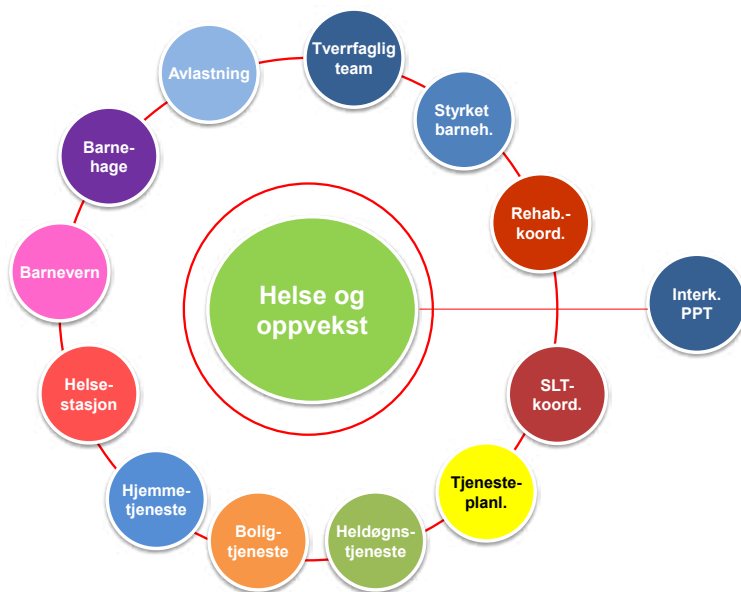 Tverrfaglig
team
Avlastning
Styrket
barneh.
Barne-
hage
Rehab.-
koord.
Barnevern
Helse og
oppvekst
Interk.
PPT
Helse-
stasjon
SLT-
koord.
Tjeneste-
planl.
Hjemme-
tjeneste
Bolig-
tjeneste
Heldøgns-
tjeneste